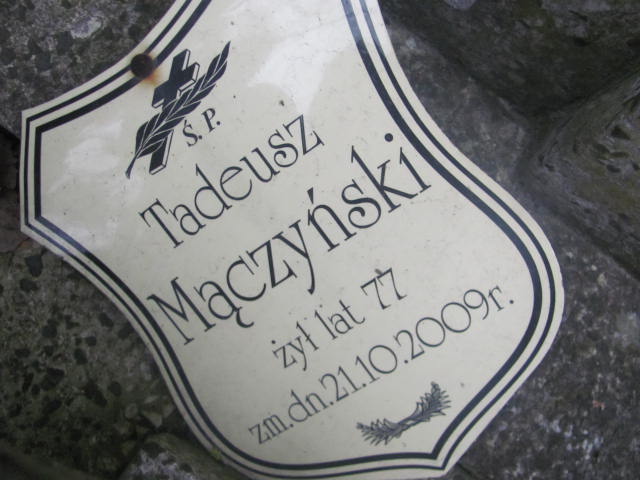 Ś.P.
Tadeusz
Mączyński
żył lat 77
zm.dn.21.10.2009r.